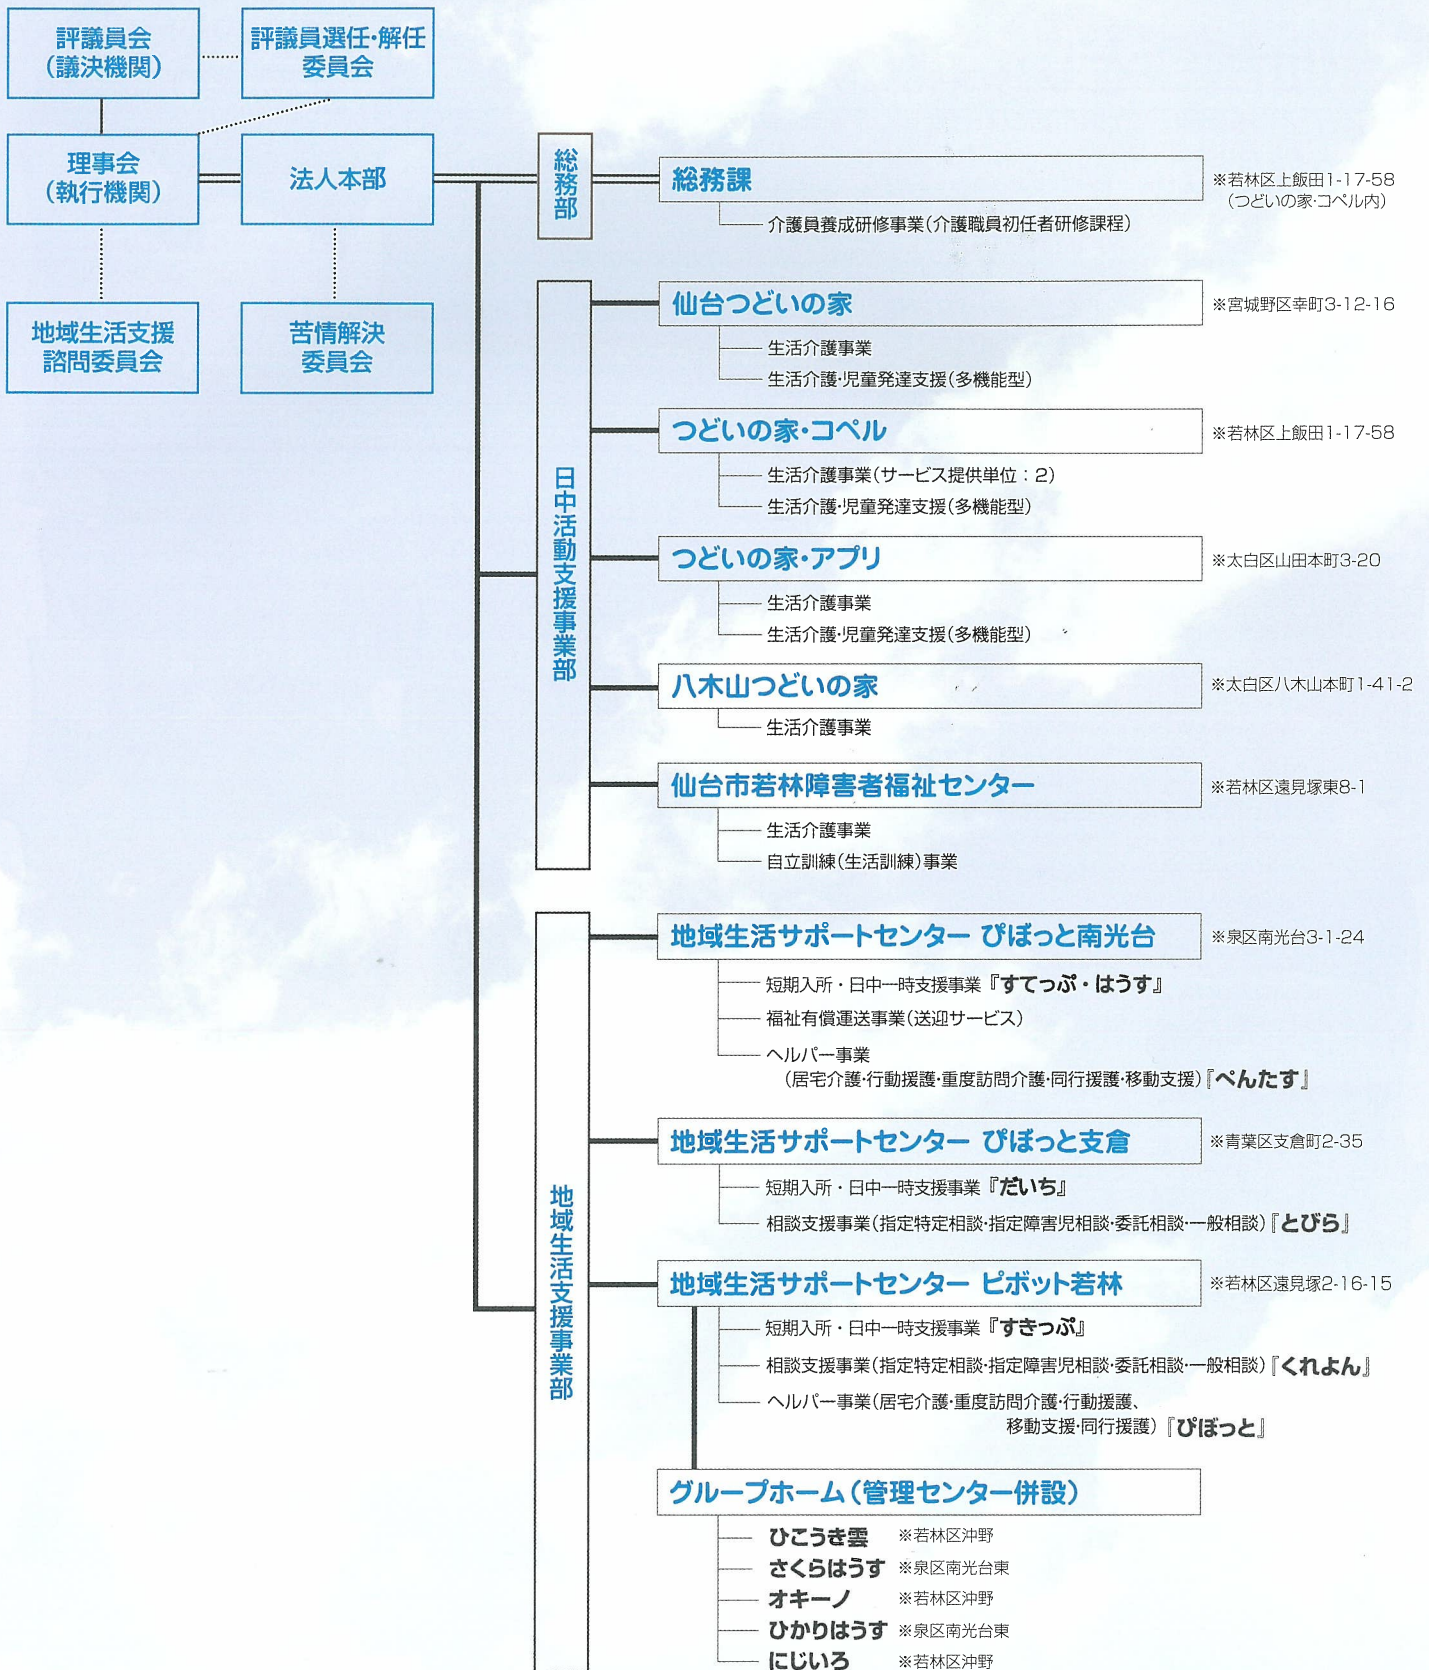 評議員会
(議決機関)
評議員選任・解任
委員会
理事会
(執行機関)
法人本部
地域生活支援
諮問委員会
苦情解決
委員会
総務部
総務課
※若林区上飯田1-17-58
(つどいの家・コペル内)
介護員養成研修事業(介護職員初任者研修課程)
日中活動支援事業部
仙台つどいの家
※宮城野区幸町3-12-16
生活介護事業
生活介護・児童発達支援(多機能型)
つどいの家・コペル
※若林区上飯田1-17-58
生活介護事業(サービス提供単位：2)
生活介護・児童発達支援(多機能型)
つどいの家・アプリ
※太白区山田本町3-20
生活介護事業
生活介護・児童発達支援(多機能型)
八木山つどいの家
※太白区八木山本町1-41-2
生活介護事業
仙台市若林障害者福祉センター
※若林区遠見塚東8-1
生活介護事業
自立訓練(生活訓練)事業
地域生活支援事業部
地域生活サポートセンター ぴぼっと南光台
※泉区南光台3-1-24
短期入所・日中一時支援事業『すてっぷ・はうす』
福祉有償運送事業(送迎サービス)
ヘルパー事業
(居宅介護・行動援護・重度訪問介護・同行援護・移動支援)『ぺんたす』
地域生活サポートセンター ぴぼっと支倉
※青葉区支倉町2-35
短期入所・日中一時支援事業『だいち』
相談支援事業(指定特定相談・指定障害児相談・委託相談・一般相談)『とびら』
地域生活サポートセンター ピボット若林
※若林区遠見塚2-16-15
短期入所・日中一時支援事業『すきっぷ』
相談支援事業(指定特定相談・指定障害児相談・委託相談・一般相談)『くれよん』
ヘルパー事業(居宅介護・重度訪問介護・行動援護、
移動支援・同行援護)『ぴぼっと』
グループホーム(管理センター併設)
ひこうき雲 ※若林区沖野
さくらはうす ※泉区南光台東
オキーノ ※若林区沖野
ひかりはうす ※泉区南光台東
にじいろ ※若林区沖野